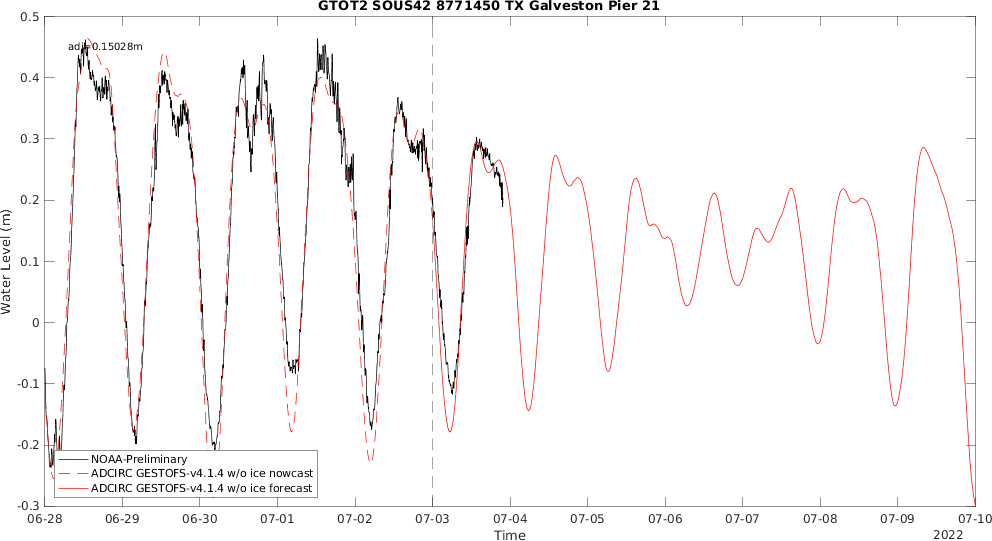 GTOT2 SOUS42 8771450 TX Galveston Pier 21
0.5
adj=0.15028m
0.4
0.3
0.2
0.1
0
-0.1
-0.2
-0.3
Water Level (m)
NOAA-Preliminary
ADCIRC GESTOFS-v4.1.4 w/o ice nowcast
ADCIRC GESTOFS-v4.1.4 w/o ice forecast
06-28 06-29 06-30 07-01 07-02 07-03 07-04 07-05 07-06 07-07 07-08 07-09 07-10
Time
2022